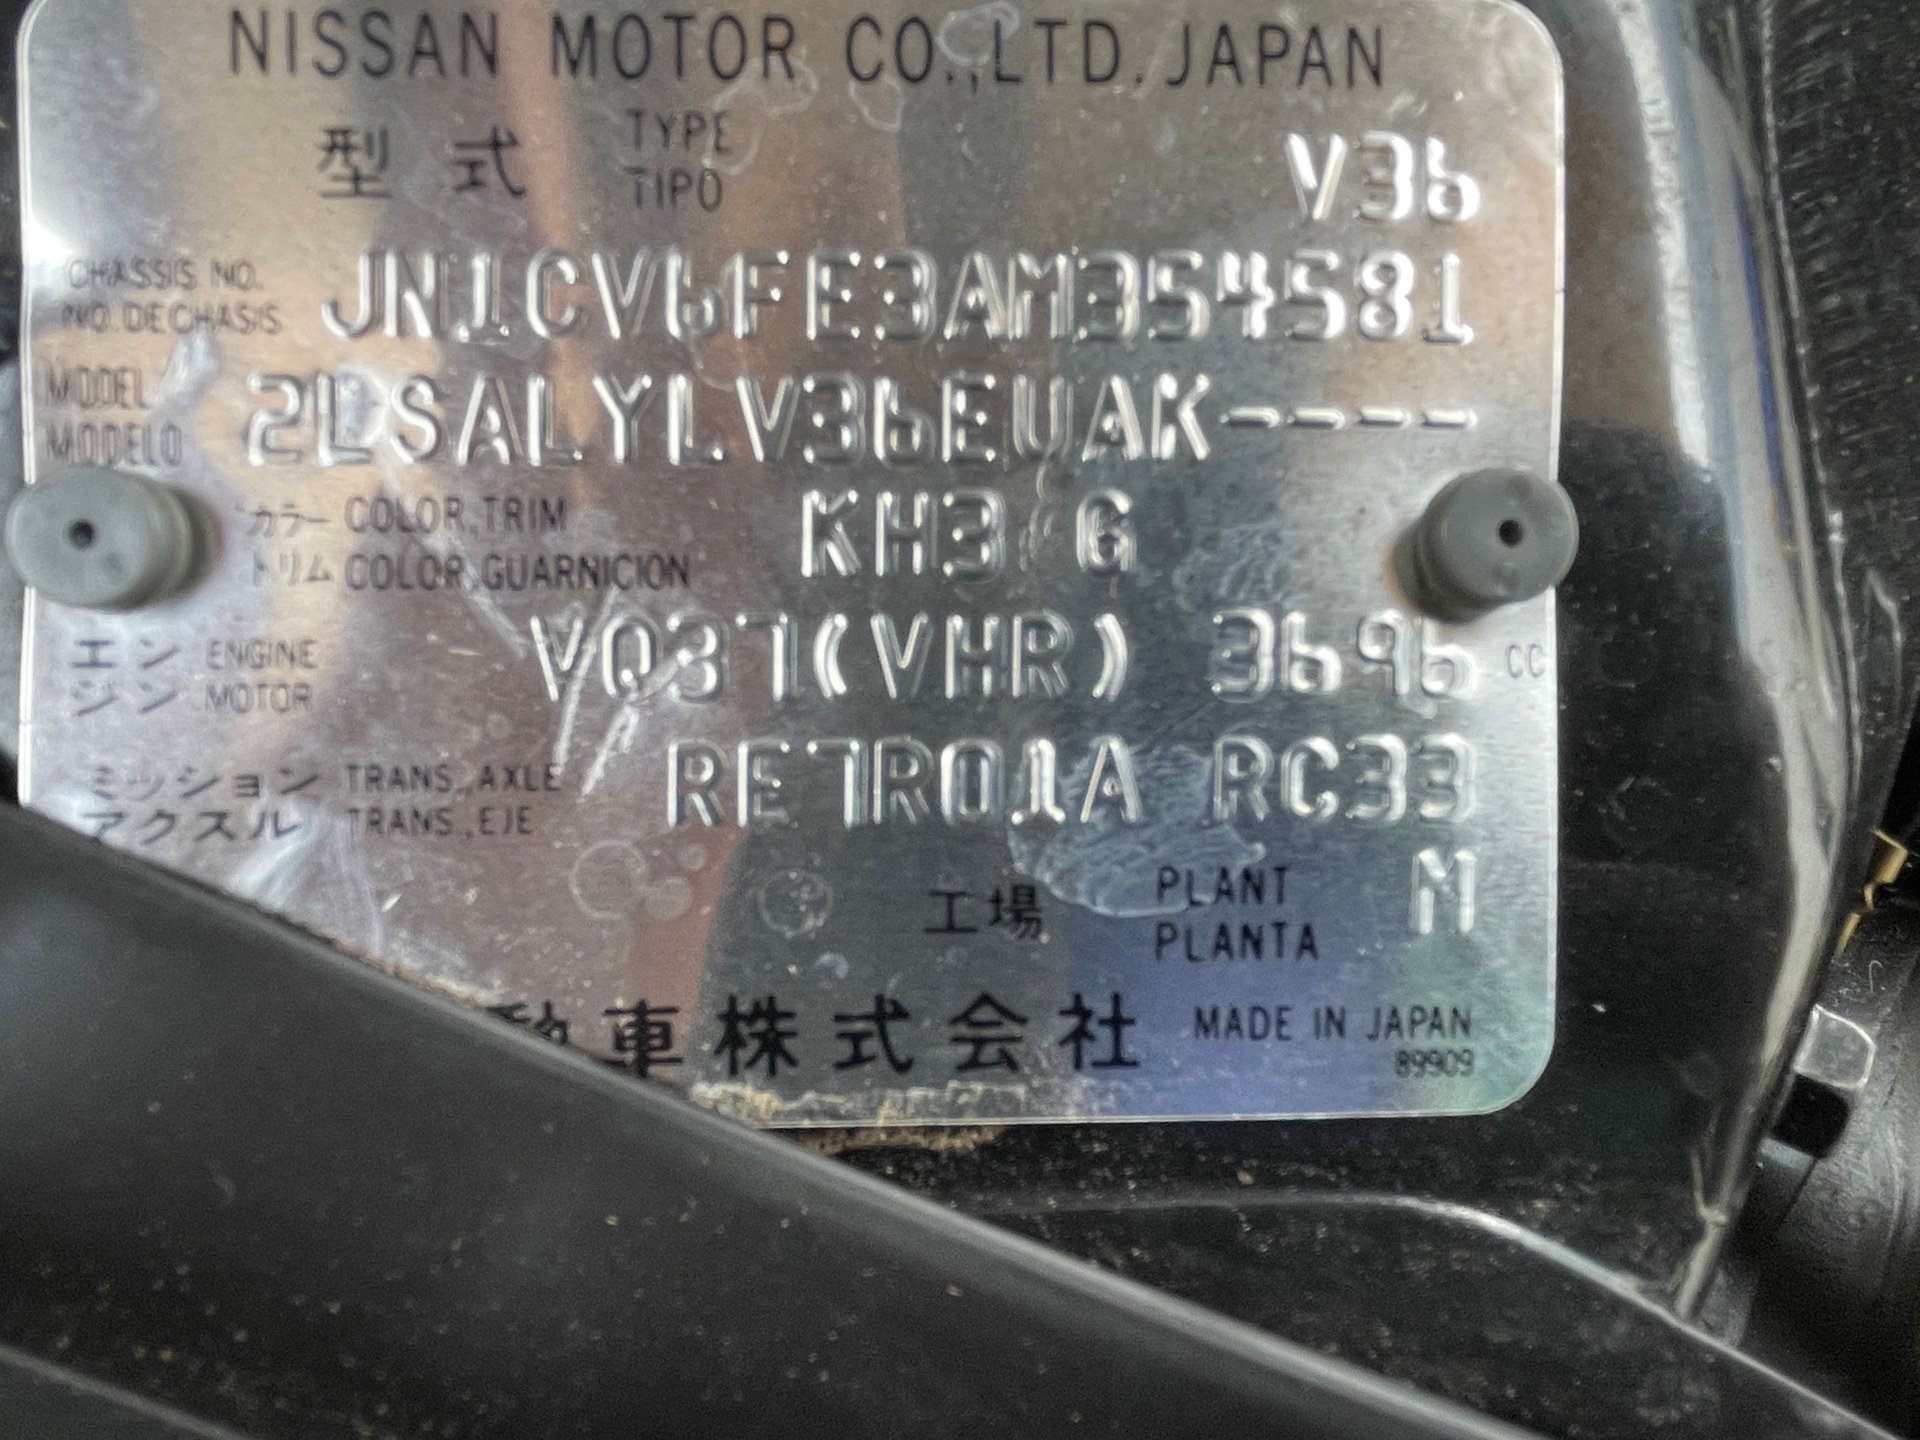 NISSAN MOTOR CO.,LTD.JAPAN
型 式 TYPE TIPO V36
CHASSIS NO. NO.DE CHASIS JN1CV6FE3AM354581
MODEL MODELO 2LSALYLV36EUAK----
カラー COLOR,TRIM KH3 G
トリム COLOR,GUARNICION
エン ENGINE VQ37(VHR) 3696 CC
ジン MOTOR
ミッション TRANS.,AXLE RE7R01A RC33
アクスル TRANS.,EJE
工場 PLANT PLANTA M
動車株式会社 MADE IN JAPAN
89909